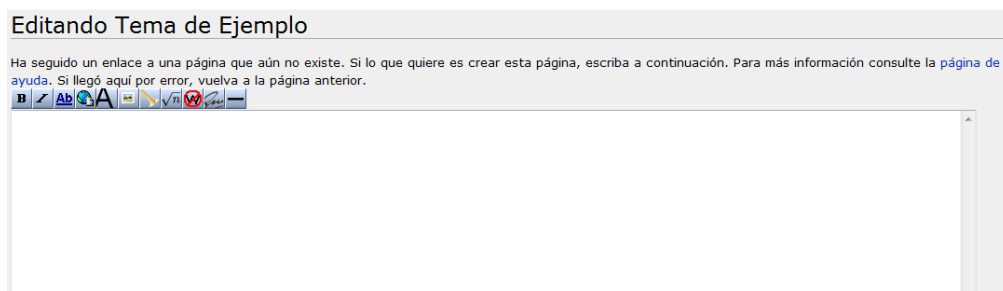 Editando Tema de Ejemplo
Ha seguido un enlace a una página que aún no existe. Si lo que quiere es crear esta página, escriba a continuación. Para más información consulte la página de
ayuda. Si llegó aquí por error, vuelva a la página anterior.
B I Ab A √n W